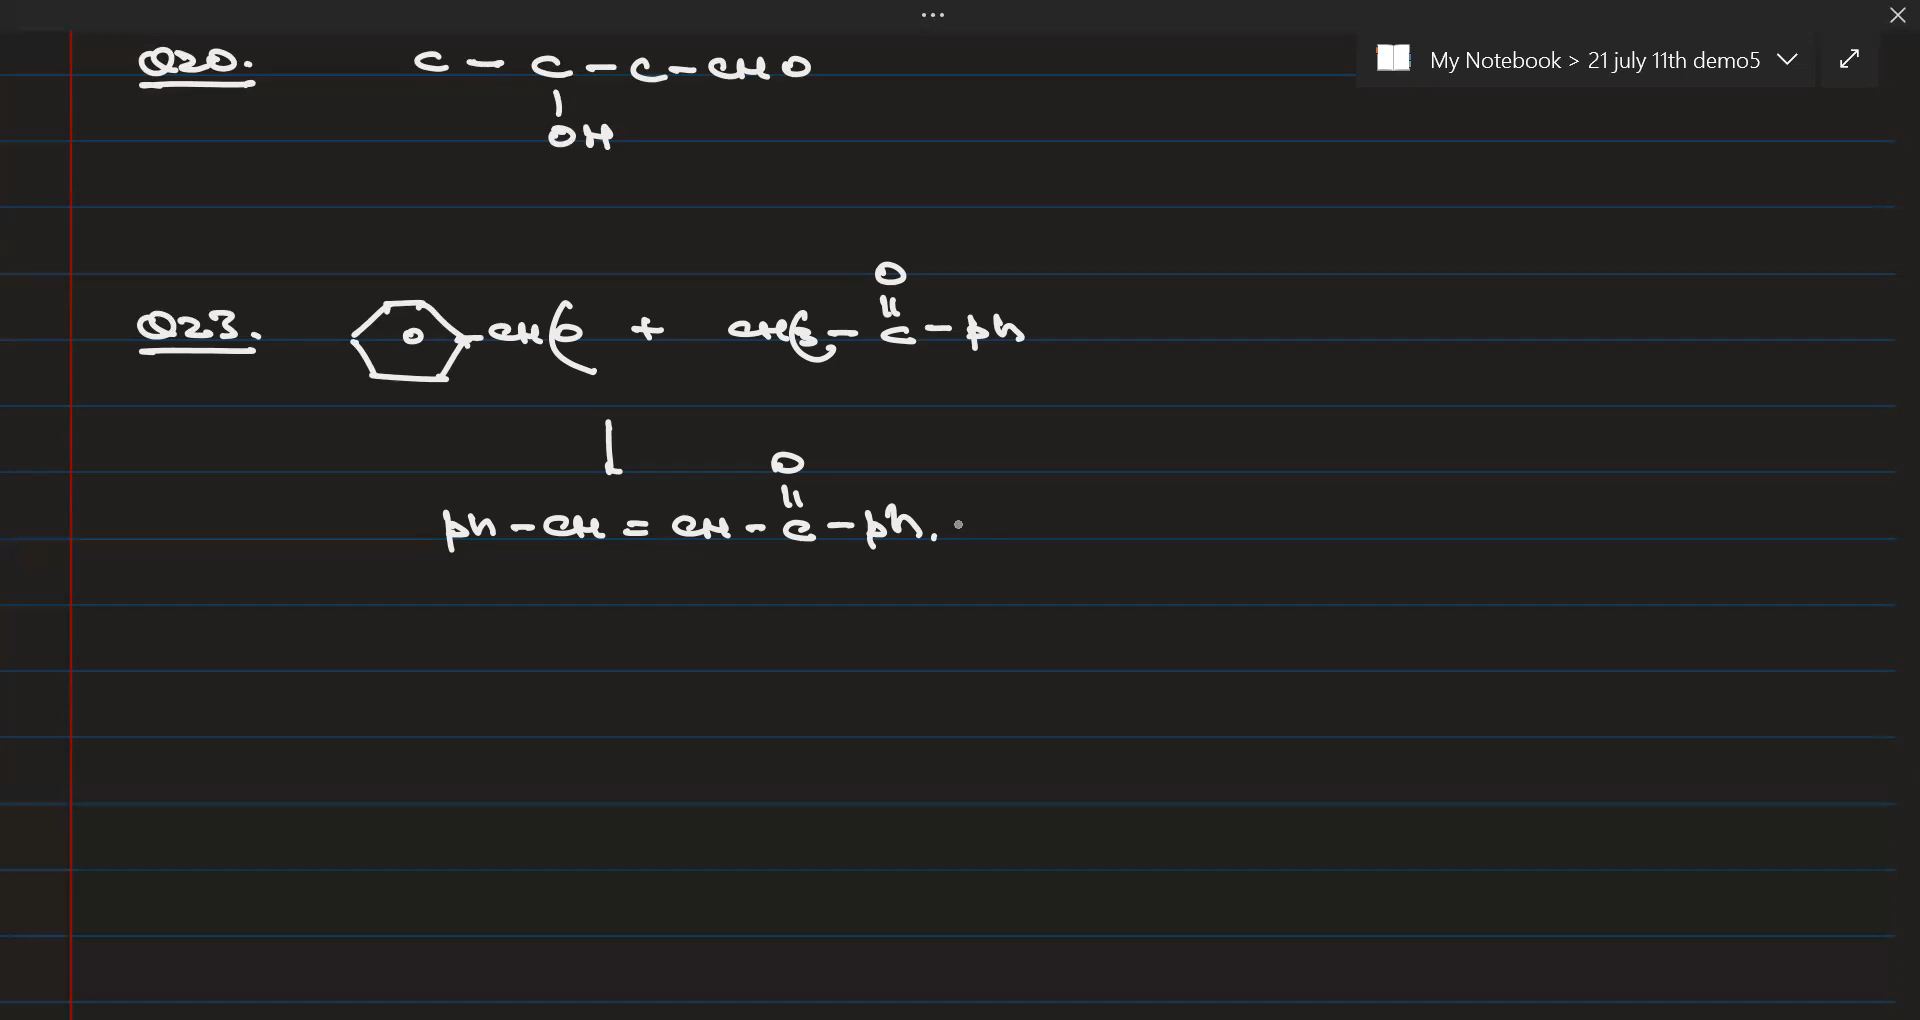 My Notebook > 21 july 11th demo5
Q20. C - C - C - CHO
OH
O
Q23. CHO + CH3 - C - ph
O
ph - CH = CH - C - ph.